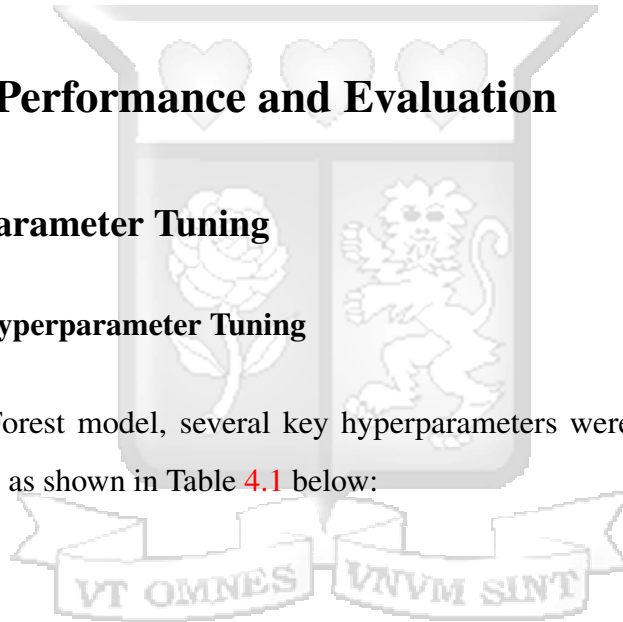 Performance and Evaluation
arameter Tuning
yperparameter Tuning
Forest model, several key hyperparameters were
as shown in Table 4.1 below:
VT OMNES VNVM SINT